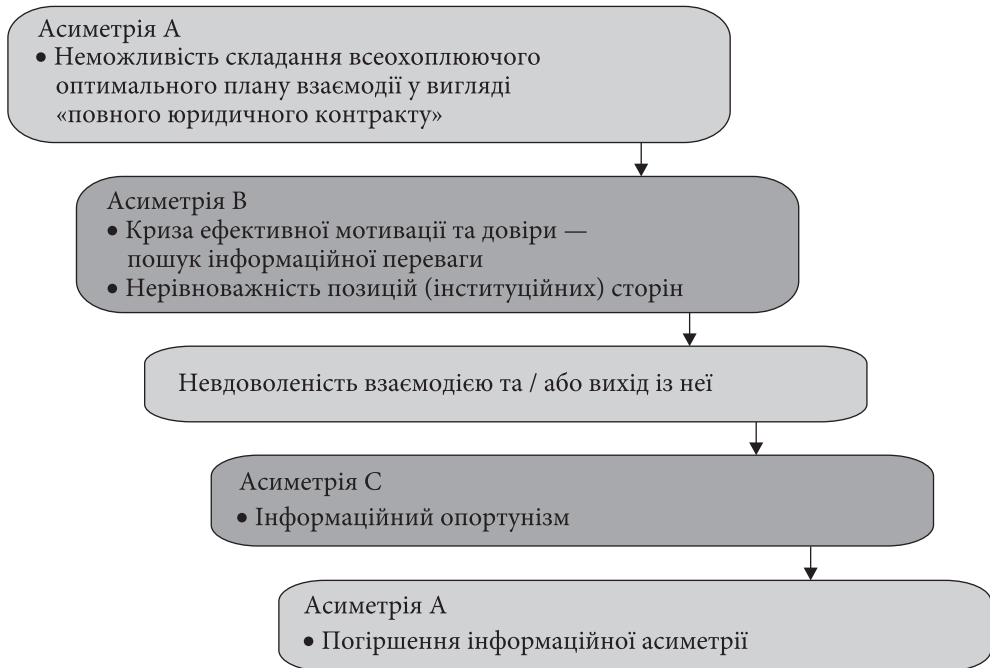 Асиметрія А
• Неможливість складання всеохоплюючого
оптимального плану взаємодії у вигляді
«повного юридичного контракту»
Асиметрія В
• Криза ефективної мотивації та довіри —
пошук інформаційної переваги
• Нерівноважність позицій (інституційних) сторін
Невдоволеність взаємодією та / або вихід із неї
Асиметрія С
• Інформаційний опортунізм
Асиметрія А
• Погіршення інформаційної асиметрії